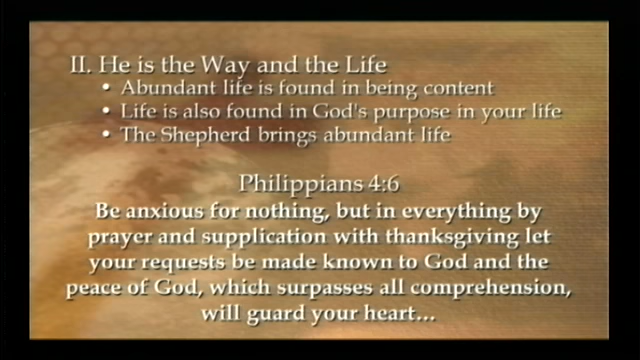 II. He is the Way and the Life
• Abundant life is found in being content
• Life is also found in God's purpose in your life
• The Shepherd brings abundant life
Philippians 4:6
Be anxious for nothing, but in everything by
prayer and supplication with thanksgiving let
your requests be made known to God and the
peace of God, which surpasses all comprehension,
will guard your heart...